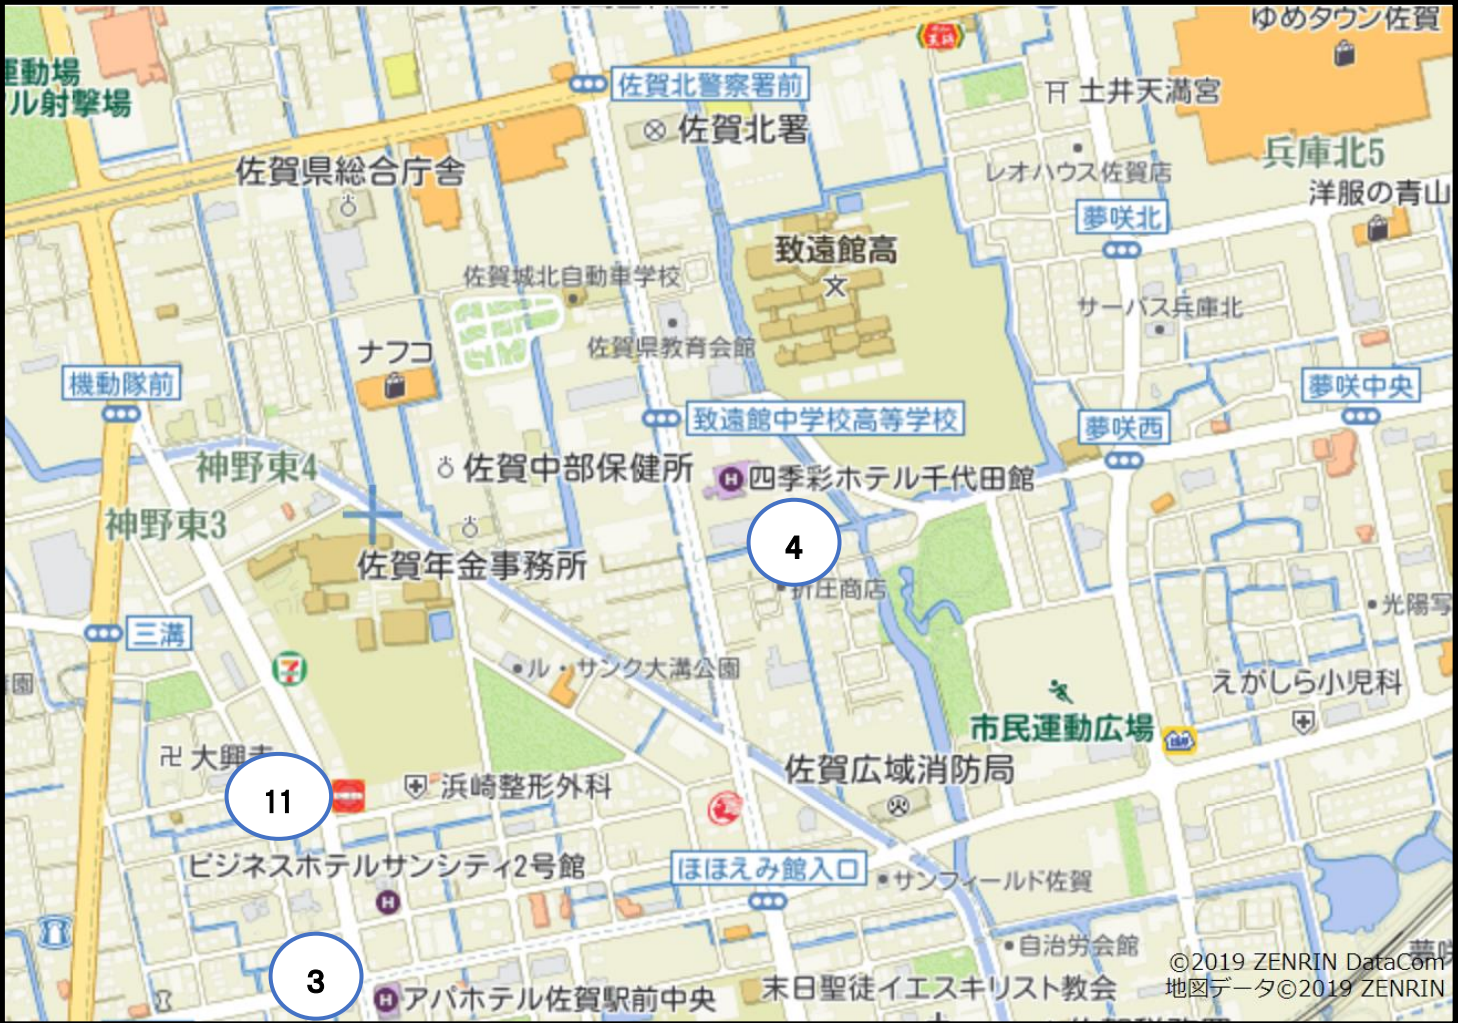 ゆめタウン佐賀
運動場
ル射撃場
佐賀北警察署前
土井天満宮
佐賀北署
兵庫北5
佐賀県総合庁舎
レオハウス佐賀店
洋服の青山
夢咲北
致遠館高
文
佐賀城北自動車学校
サーパス兵庫北
佐賀県教育会館
ナフコ
機動隊前
夢咲中央
致遠館中学校高等学校
夢咲西
神野東4
佐賀中部保健所
H
四季彩ホテル千代田館
神野東3
4
佐賀年金事務所
折圧商店
光陽写
三溝
7
ル・サンク大溝公園
園
えがしら小児科
市民運動広場
卍 大興寺
佐賀広域消防局
11
浜崎整形外科
ビジネスホテルサンシティ2号館
ほほえみ館入口
サンフィールド佐賀
H
自治労会館
夢咲
©2019 ZENRIN DataCom
3
H
アパホテル佐賀駅前中央
末日聖徒イエスキリスト教会
地図データ©2019 ZENRIN